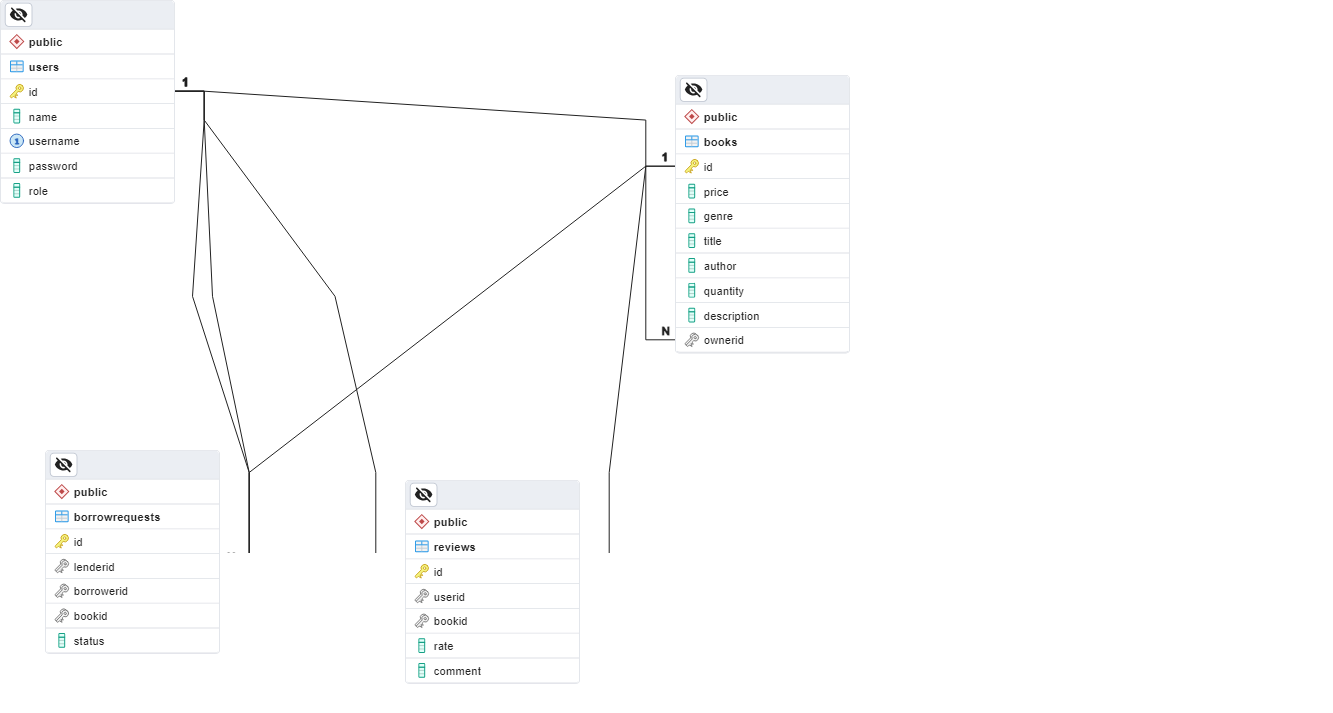 public
users
id
name
username
password
role
1
public
books
id
price
genre
title
author
quantity
description
ownerid
1
N
public
borrowrequests
id
lenderid
borrowerid
bookid
status
public
reviews
id
userid
bookid
rate
comment